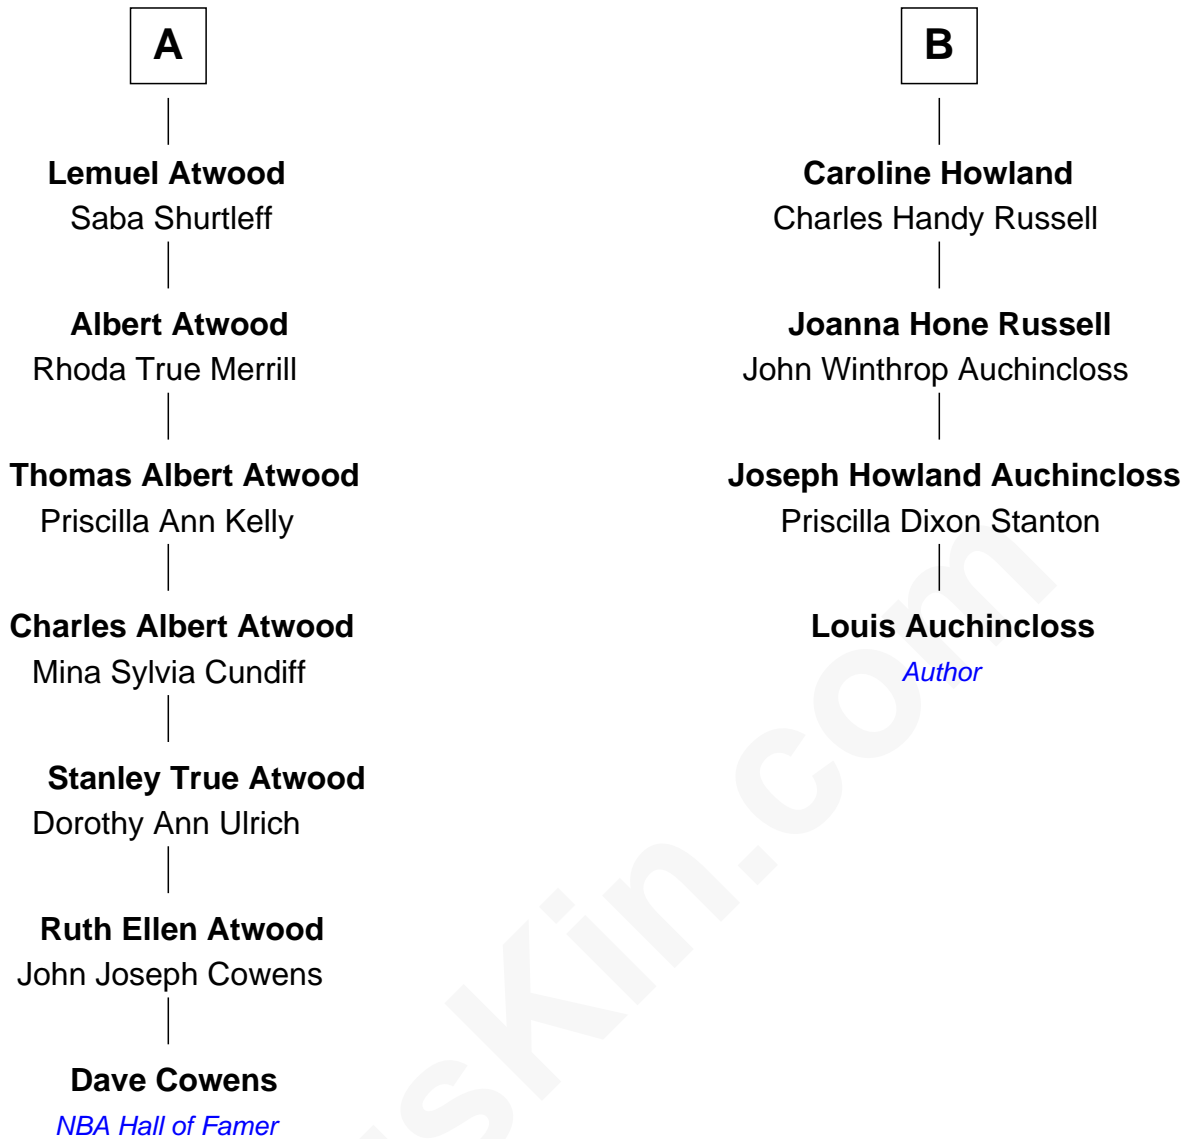 A
Lemuel Atwood
Saba Shurtleff
Albert Atwood
Rhoda True Merrill
Thomas Albert Atwood
Priscilla Ann Kelly
Charles Albert Atwood
Mina Sylvia Cundiff
Stanley True Atwood
Dorothy Ann Ulrich
Ruth Ellen Atwood
John Joseph Cowens
Dave Cowens
NBA Hall of Famer
B
Caroline Howland
Charles Handy Russell
Joanna Hone Russell
John Winthrop Auchincloss
Joseph Howland Auchincloss
Priscilla Dixon Stanton
Louis Auchincloss
Author
sKin.com